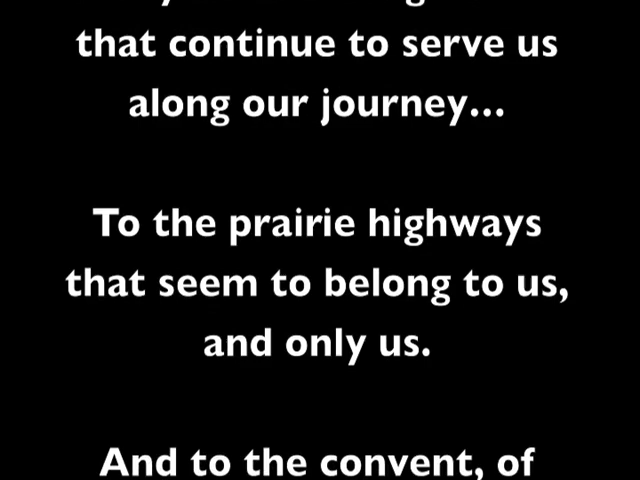 that continue to serve us
along our journey...
To the prairie highways
that seem to belong to us,
and only us.
And to the convent, of